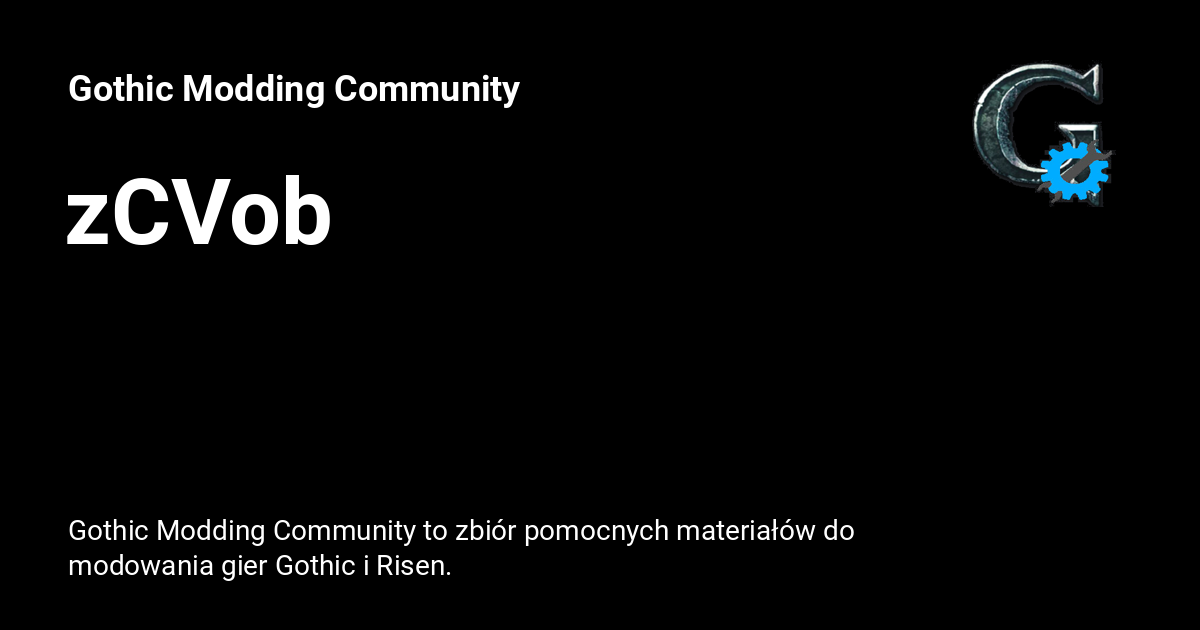 Gothic Modding Community
zCVob
Gothic Modding Community to zbiór pomocnych materiałów do
modowania gier Gothic i Risen.